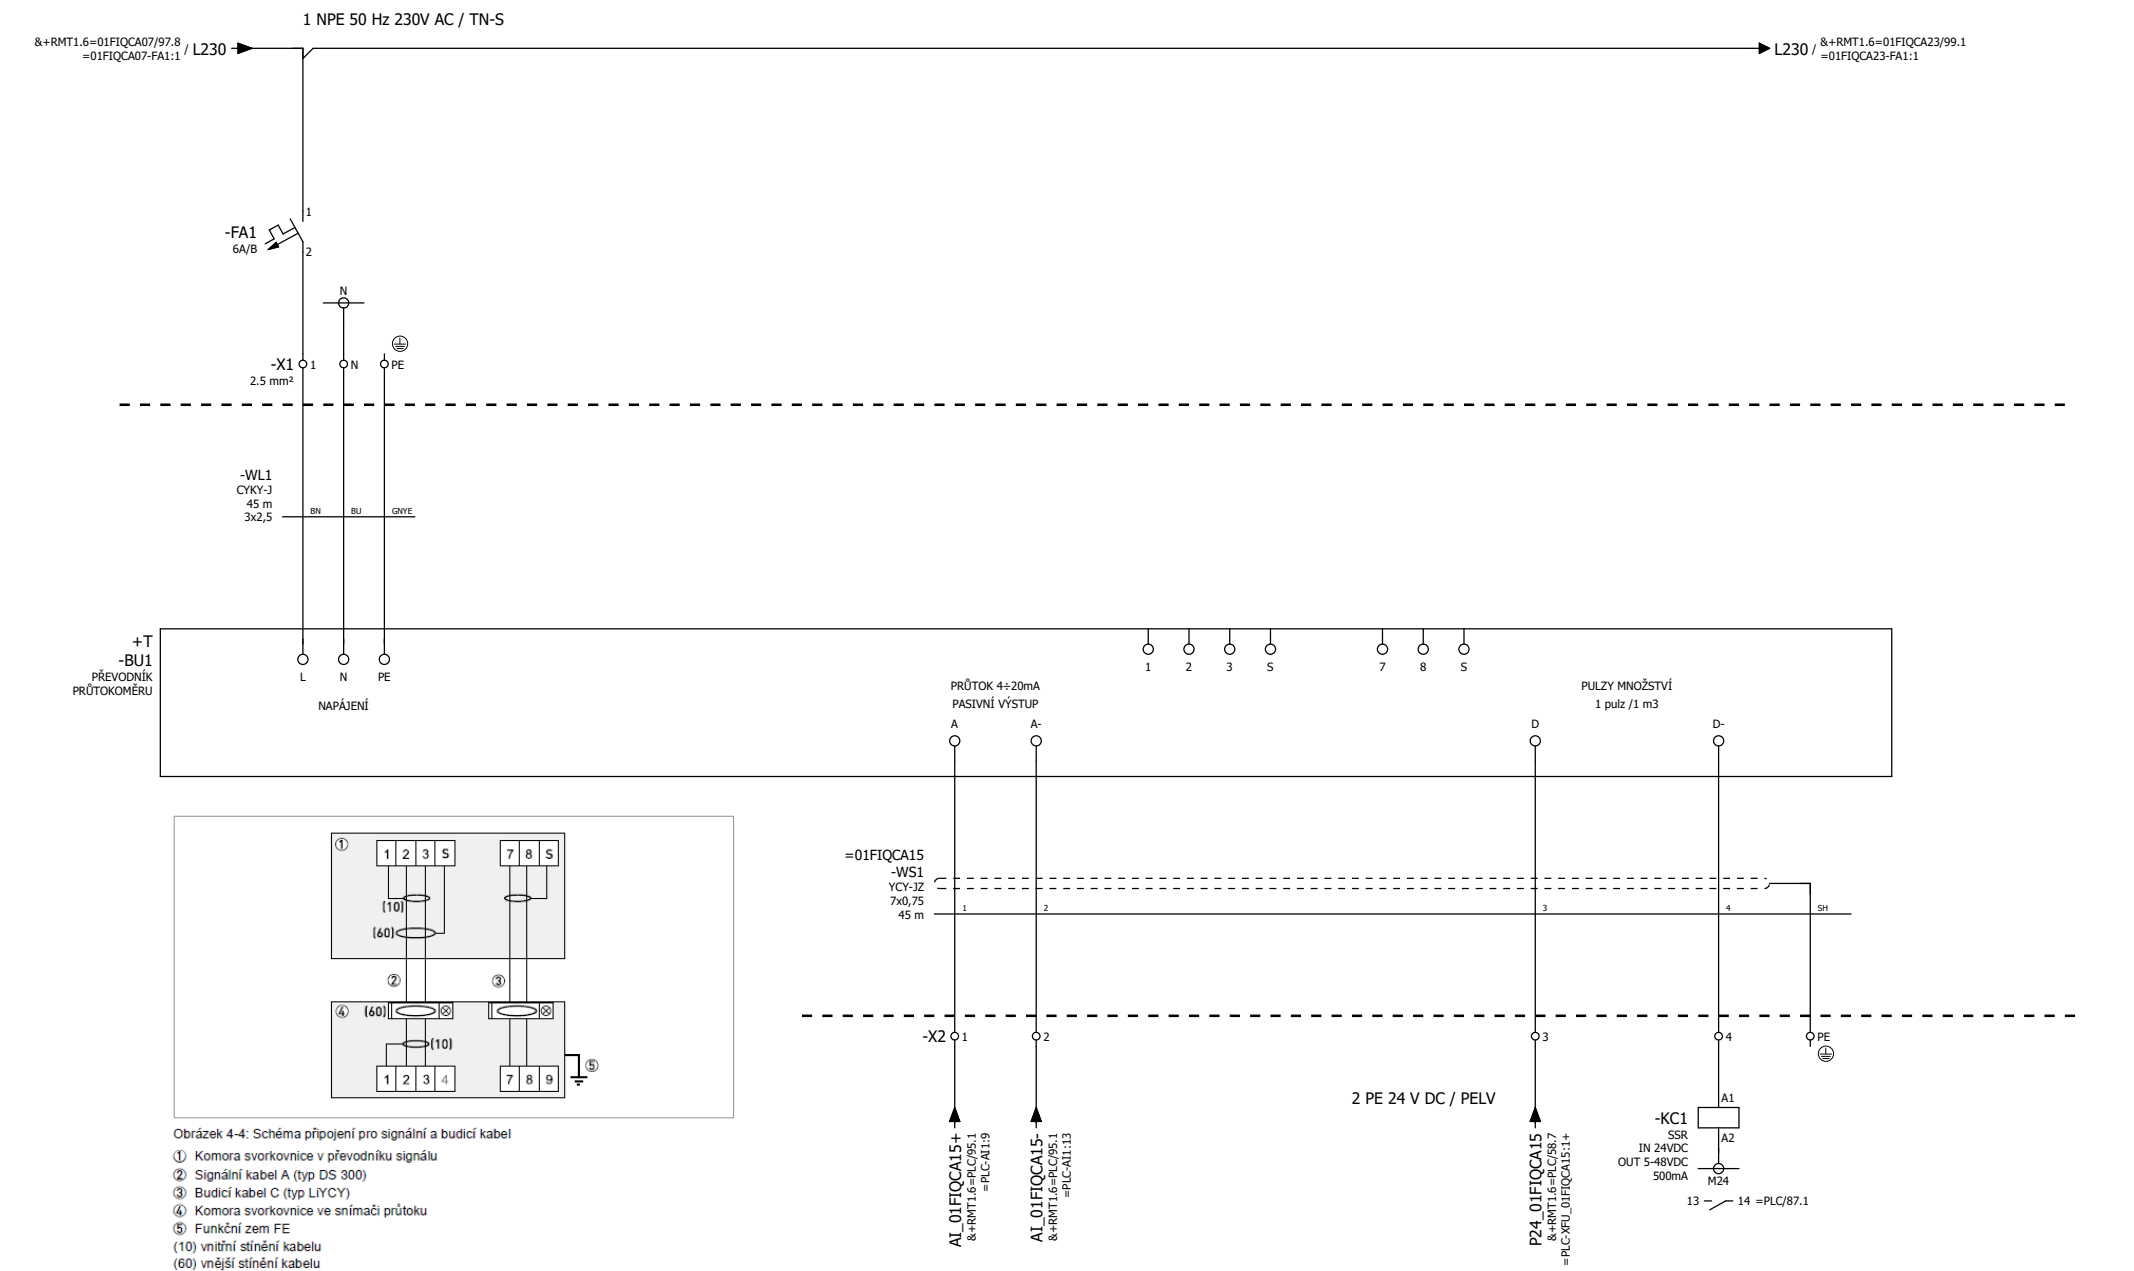 1 NPE 50 Hz 230V AC / TN-S
&+RMT1.6=01FIQCA07/97.8
=01FIQCA07-FA1:1
/ L230
L230 /
&+RMT1.6=01FIQCA23/99.1
=01FIQCA23-FA1:1
1
-FA1
6A/B
2
N
-X1
2.5 mm²
1
N
PE
-WL1
CYKY-J
45 m
3x2,5
BN
BU
GNYE
+T
-BU1
PŘEVODNÍK
PRŮTOKOMĚRU
L
N
PE
NAPÁJENÍ
1
2
3
S
7
8
S
PRŮTOK 4÷20mA
PASIVNÍ VÝSTUP
A
A-
PULZY MNOŽSTVÍ
1 pulz /1 m3
D
D-
=01FIQCA15
-WS1
YCY-JZ
7x0,75
45 m
1
2
3
4
SH
-X2
1
2
3
4
PE
2 PE 24 V DC / PELV
AI_01FIQCA15+
&+RMT1.6=PLC/95.1
=PLC-AI1:9
AI_01FIQCA15-
&+RMT1.6=PLC/95.1
=PLC-AI1:13
P24_01FIQCA15
&+RMT1.6=PLC/58.7
=PLC-XFU_01FIQCA15:1+
-KC1
SSR
IN 24VDC
OUT 5-48VDC
500mA
A1
A2
M24
13
14 =PLC/87.1
①
1 2 3 S
7 8 S
(10)
(60)
②
③
④
(60)
(10)
1 2 3 4
7 8 9
⑤
Obrázek 4-4: Schéma připojení pro signální a budicí kabel
① Komora svorkovnice v převodníku signálu
② Signální kabel A (typ DS 300)
③ Budicí kabel C (typ LiYCY)
④ Komora svorkovnice ve snímači průtoku
⑤ Funkční zem FE
(10) vnitřní stínění kabelu
(60) vnější stínění kabelu